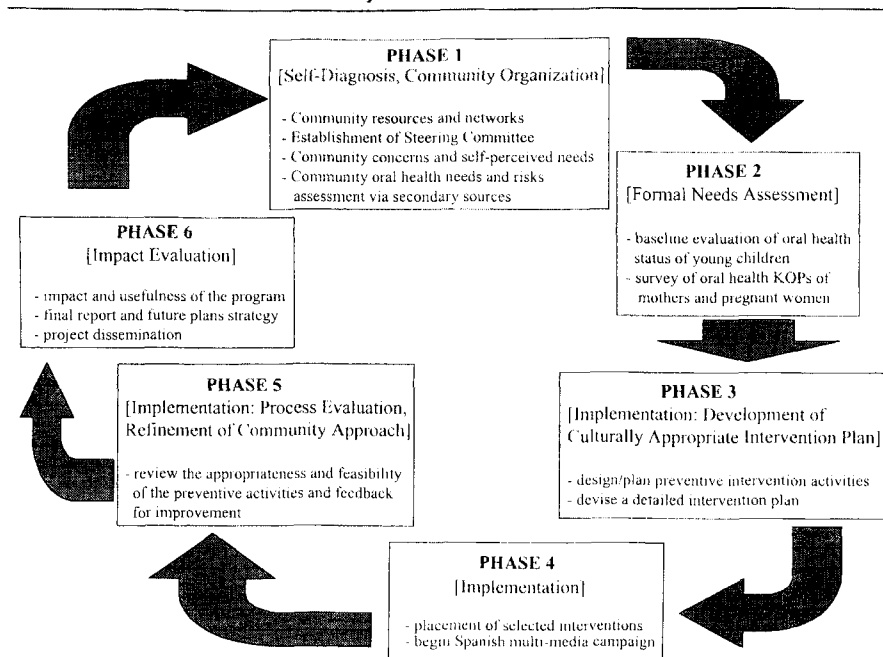 PHASE 1
[Self-Diagnosis, Community Organization]
- Community resources and networks
- Establishment of Steering Committee
- Community concerns and self-perceived needs
- Community oral health needs and risks
assessment via secondary sources
PHASE 2
[Formal Needs Assessment]
- baseline evaluation of oral health
status of young children
- survey of oral health KOPs of
mothers and pregnant women
PHASE 3
[Implementation: Development of
Culturally Appropriate Intervention Plan]
- design/plan preventive intervention activities
- devise a detailed intervention plan
PHASE 4
[Implementation]
- placement of selected interventions
- begin Spanish multi-media campaign
PHASE 5
[Implementation: Process Evaluation,
Refinement of Community Approach]
- review the appropriateness and feasibility
of the preventive activities and feedback
for improvement
PHASE 6
[Impact Evaluation]
- impact and usefulness of the program
- final report and future plans strategy
- project dissemination